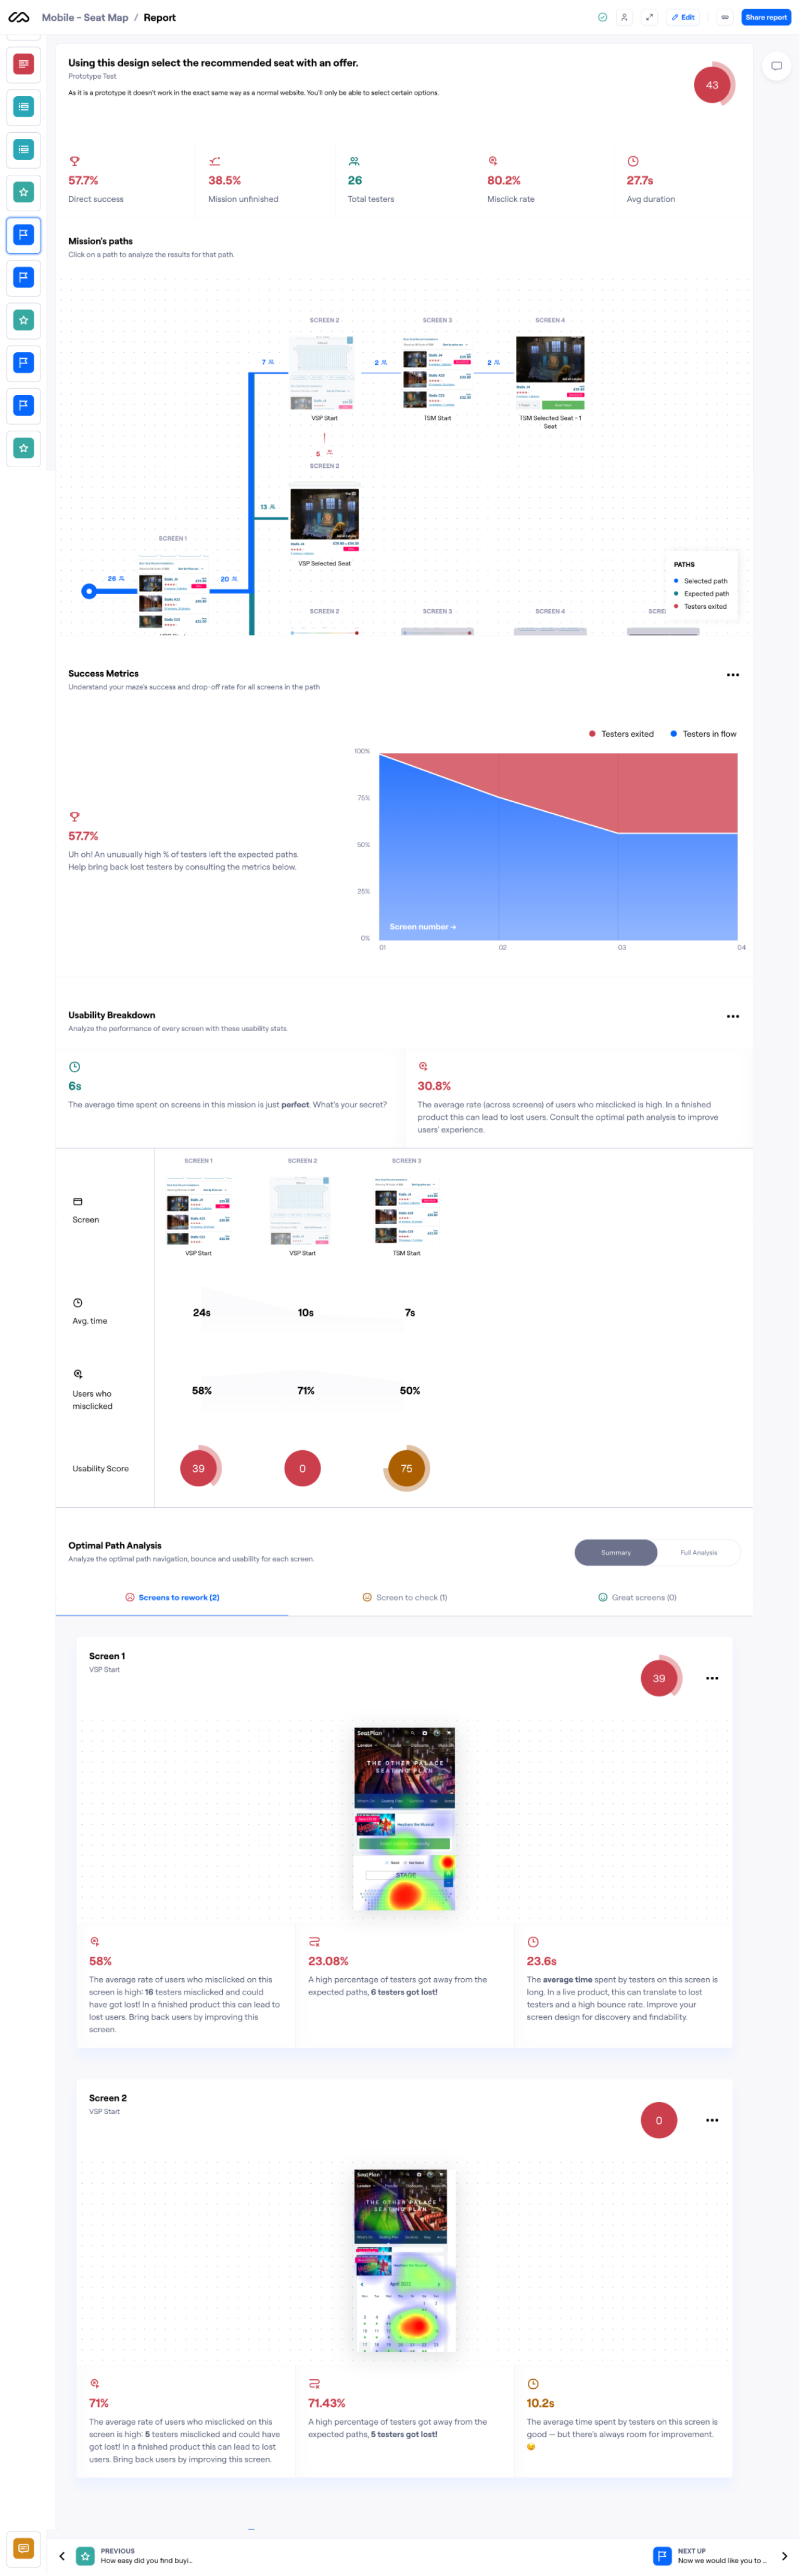 Mobile - Seat Map / Report
Edit
Share report
Using this design select the recommended seat with an offer.
Prototype Test
As it is a prototype it doesn't work in the exact same way as a normal website. You'll only be able to select certain options.
43
57.7%
Direct success
38.5%
Mission unfinished
26
Total testers
80.2%
Misclick rate
27.7s
Avg duration
Mission's paths
Click on a path to analyze the results for that path.
SCREEN 2
SCREEN 3
SCREEN 4
7
2
2
VSP Start
TSM Start
TSM Selected Seat - 1
Seat
5
SCREEN 2
13
VSP Selected Seat
SCREEN 1
26
20
PATHS
Selected path
Expected path
Testers exited
SCREEN 2
SCREEN 3
SCREEN 4
SCREE
Success Metrics
Understand your maze's success and drop-off rate for all screens in the path
Testers exited
Testers in flow
57.7%
Uh oh! An unusually high % of testers left the expected paths.
Help bring back lost testers by consulting the metrics below.
100%
75%
50%
25%
0%
Screen number →
01
02
03
04
Usability Breakdown
Analyze the performance of every screen with these usability stats.
6s
The average time spent on screens in this mission is just perfect. What's your secret?
30.8%
The average rate (across screens) of users who misclicked is high. In a finished
product this can lead to lost users. Consult the optimal path analysis to improve
users' experience.
SCREEN 1
SCREEN 2
SCREEN 3
Screen
VSP Start
VSP Start
TSM Start
Avg. time
24s
10s
7s
Users who
misclicked
58%
71%
50%
Usability Score
39
0
75
Optimal Path Analysis
Analyze the optimal path navigation, bounce and usability for each screen.
Summary
Full Analysis
Screens to rework (2)
Screen to check (1)
Great screens (0)
Screen 1
VSP Start
39
SeatPlan
THE OTHER PALACE
SEATING PLAN
STAGE
58%
The average rate of users who misclicked on this
screen is high: 16 testers misclicked and could
have got lost! In a finished product this can lead to
lost users. Bring back users by improving this
screen.
23.08%
A high percentage of testers got away from the
expected paths, 6 testers got lost!
23.6s
The average time spent by testers on this screen is
long. In a live product, this can translate to lost
testers and a high bounce rate. Improve your
screen design for discovery and findability.
Screen 2
VSP Start
0
SeatPlan
THE OTHER PALACE
SEATING PLAN
April 2022
71%
The average rate of users who misclicked on this
screen is high: 5 testers misclicked and could have
got lost! In a finished product this can lead to lost
users. Bring back users by improving this screen.
71.43%
A high percentage of testers got away from the
expected paths, 5 testers got lost!
10.2s
The average time spent by testers on this screen is
good — but there's always room for improvement.
😉
PREVIOUS
How easy did you find buyi...
NEXT UP
Now we would like you to ...